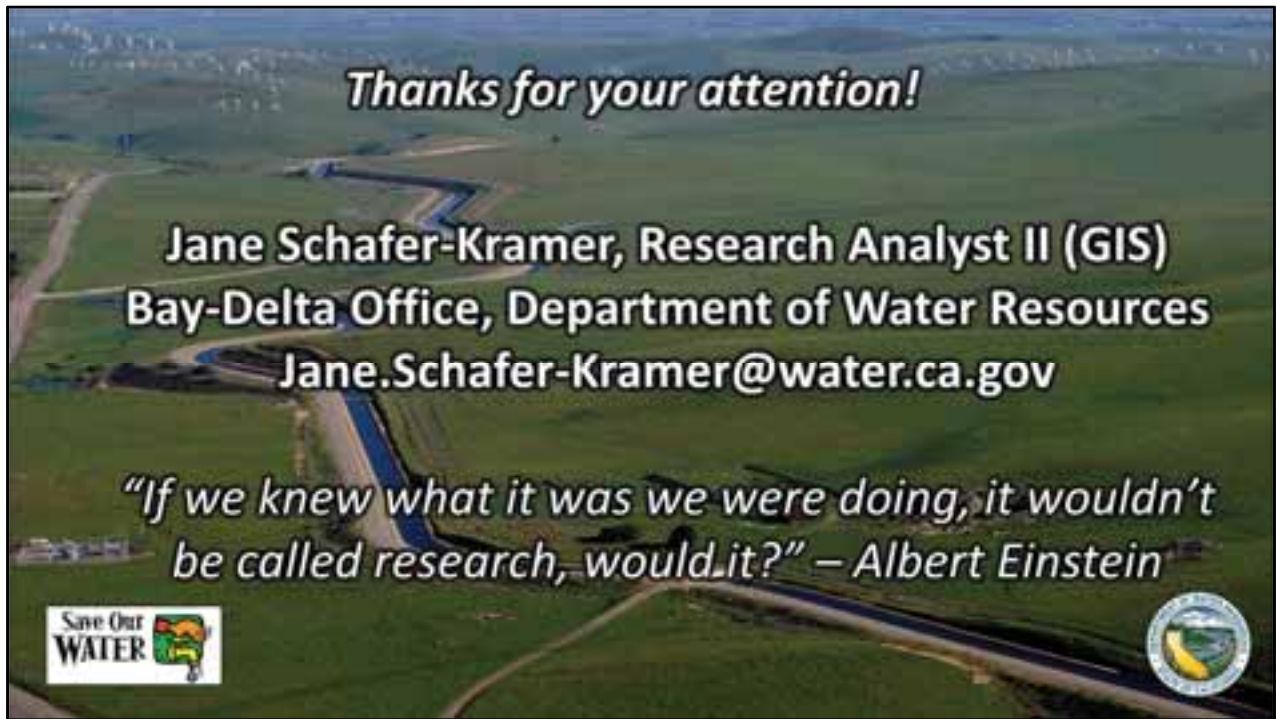 Thanks for your attention!
Jane Schafer-Kramer, Research Analyst II (GIS)
Bay-Delta Office, Department of Water Resources
Jane.Schafer-Kramer@water.ca.gov
“If we knew what it was we were doing, it wouldn’t
be called research, would it?” – Albert Einstein
Save Our
WATER